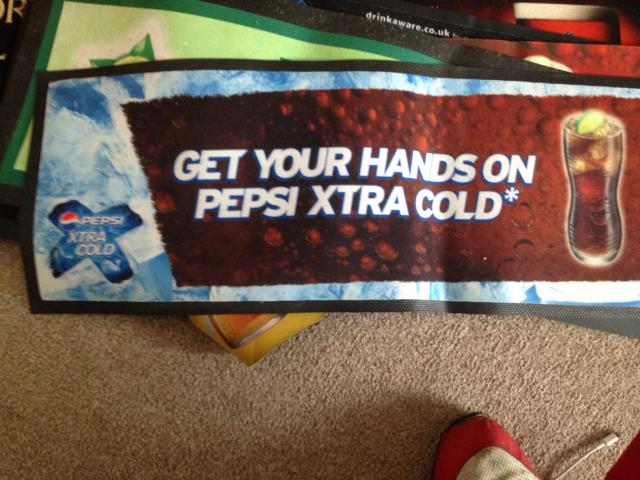 drinkaware.co.uk
GET YOUR HANDS ON
PEPSI XTRA COLD*
PEPSI
XTRA
COLD